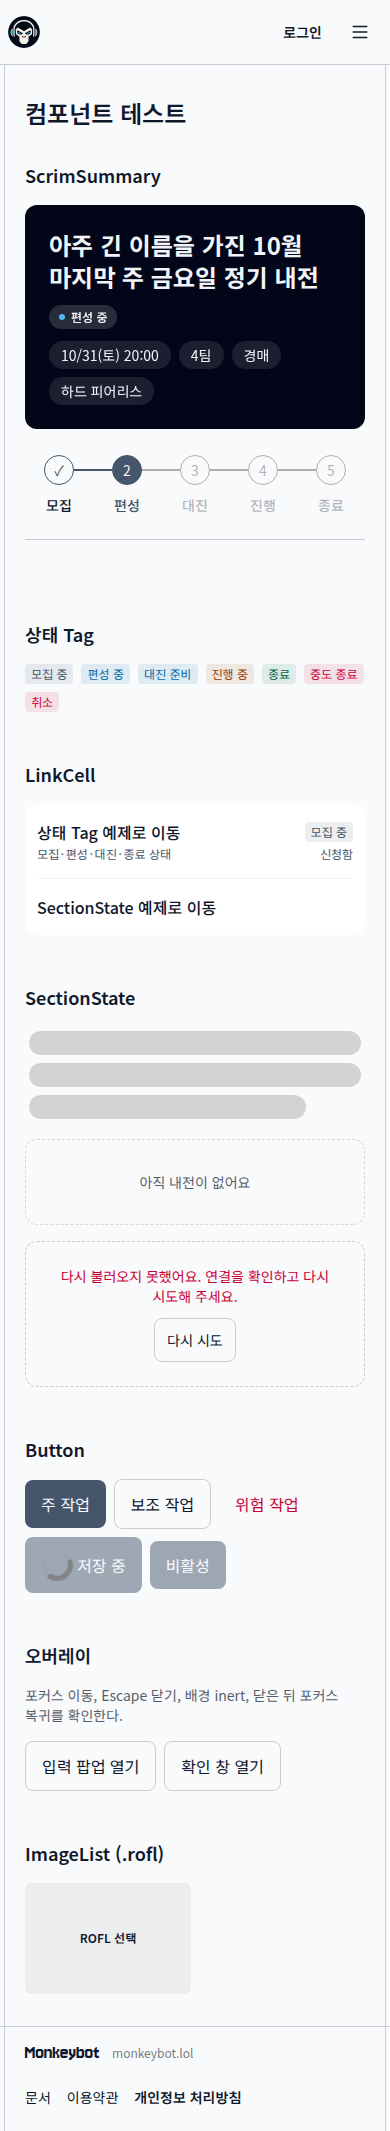 로그인
컴포넌트 테스트
ScrimSummary
아주 긴 이름을 가진 10월
마지막 주 금요일 정기 내전
편성 중
10/31(토) 20:00 4팀 경매
하드 피어리스
✓ 2 3 4 5
모집 편성 대진 진행 종료
상태 Tag
모집 중 편성 중 대진 준비 진행 중 종료 중도 종료
취소
LinkCell
상태 Tag 예제로 이동 모집 중
모집·편성·대진·종료 상태 신청함
SectionState 예제로 이동
SectionState
아직 내전이 없어요
다시 불러오지 못했어요. 연결을 확인하고 다시
시도해 주세요.
다시 시도
Button
주 작업 보조 작업 위험 작업
저장 중 비활성
오버레이
포커스 이동, Escape 닫기, 배경 inert, 닫은 뒤 포커스
복귀를 확인한다.
입력 팝업 열기 확인 창 열기
ImageList (.rofl)
ROFL 선택
Monkeybot monkeybot.lol
문서 이용약관 개인정보 처리방침